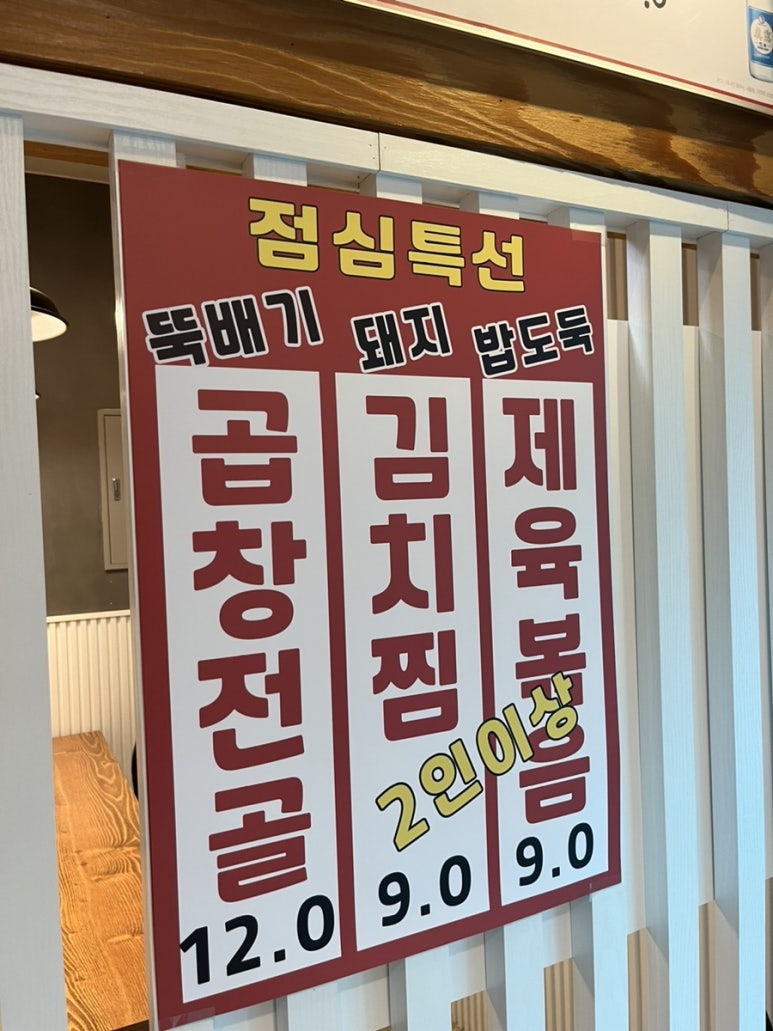 점심특선
뚝배기
곱창전골
12.0
돼지
김치찜
9.0
밥도둑
제육볶음
9.0
2인이상